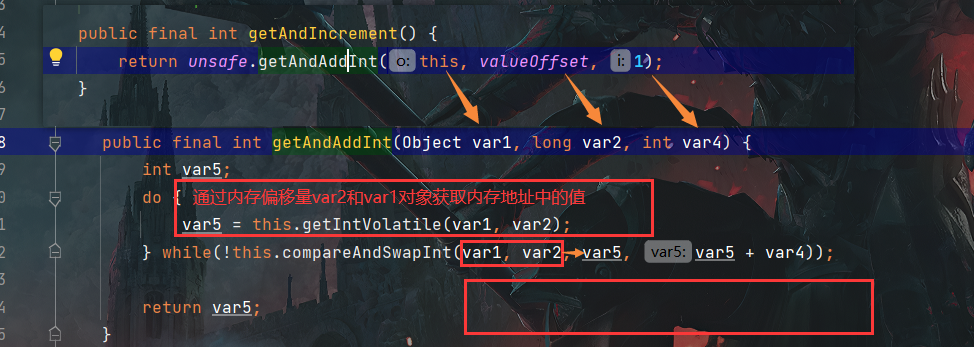 4
public final int getAndIncrement() {
5
return unsafe.getAndAddInt( o: this, valueOffset, i: 1);
6
}
7
8
public final int getAndAddInt(Object var1, long var2, int var4) {
9
int var5;
0
do { 通过内存偏移量var2和var1对象获取内存地址中的值
1
var5 = this.getIntVolatile(var1, var2);
2
} while(!this.compareAndSwapInt(var1, var2, var5, var5: var5 + var4));
3
4
return var5;
5
}